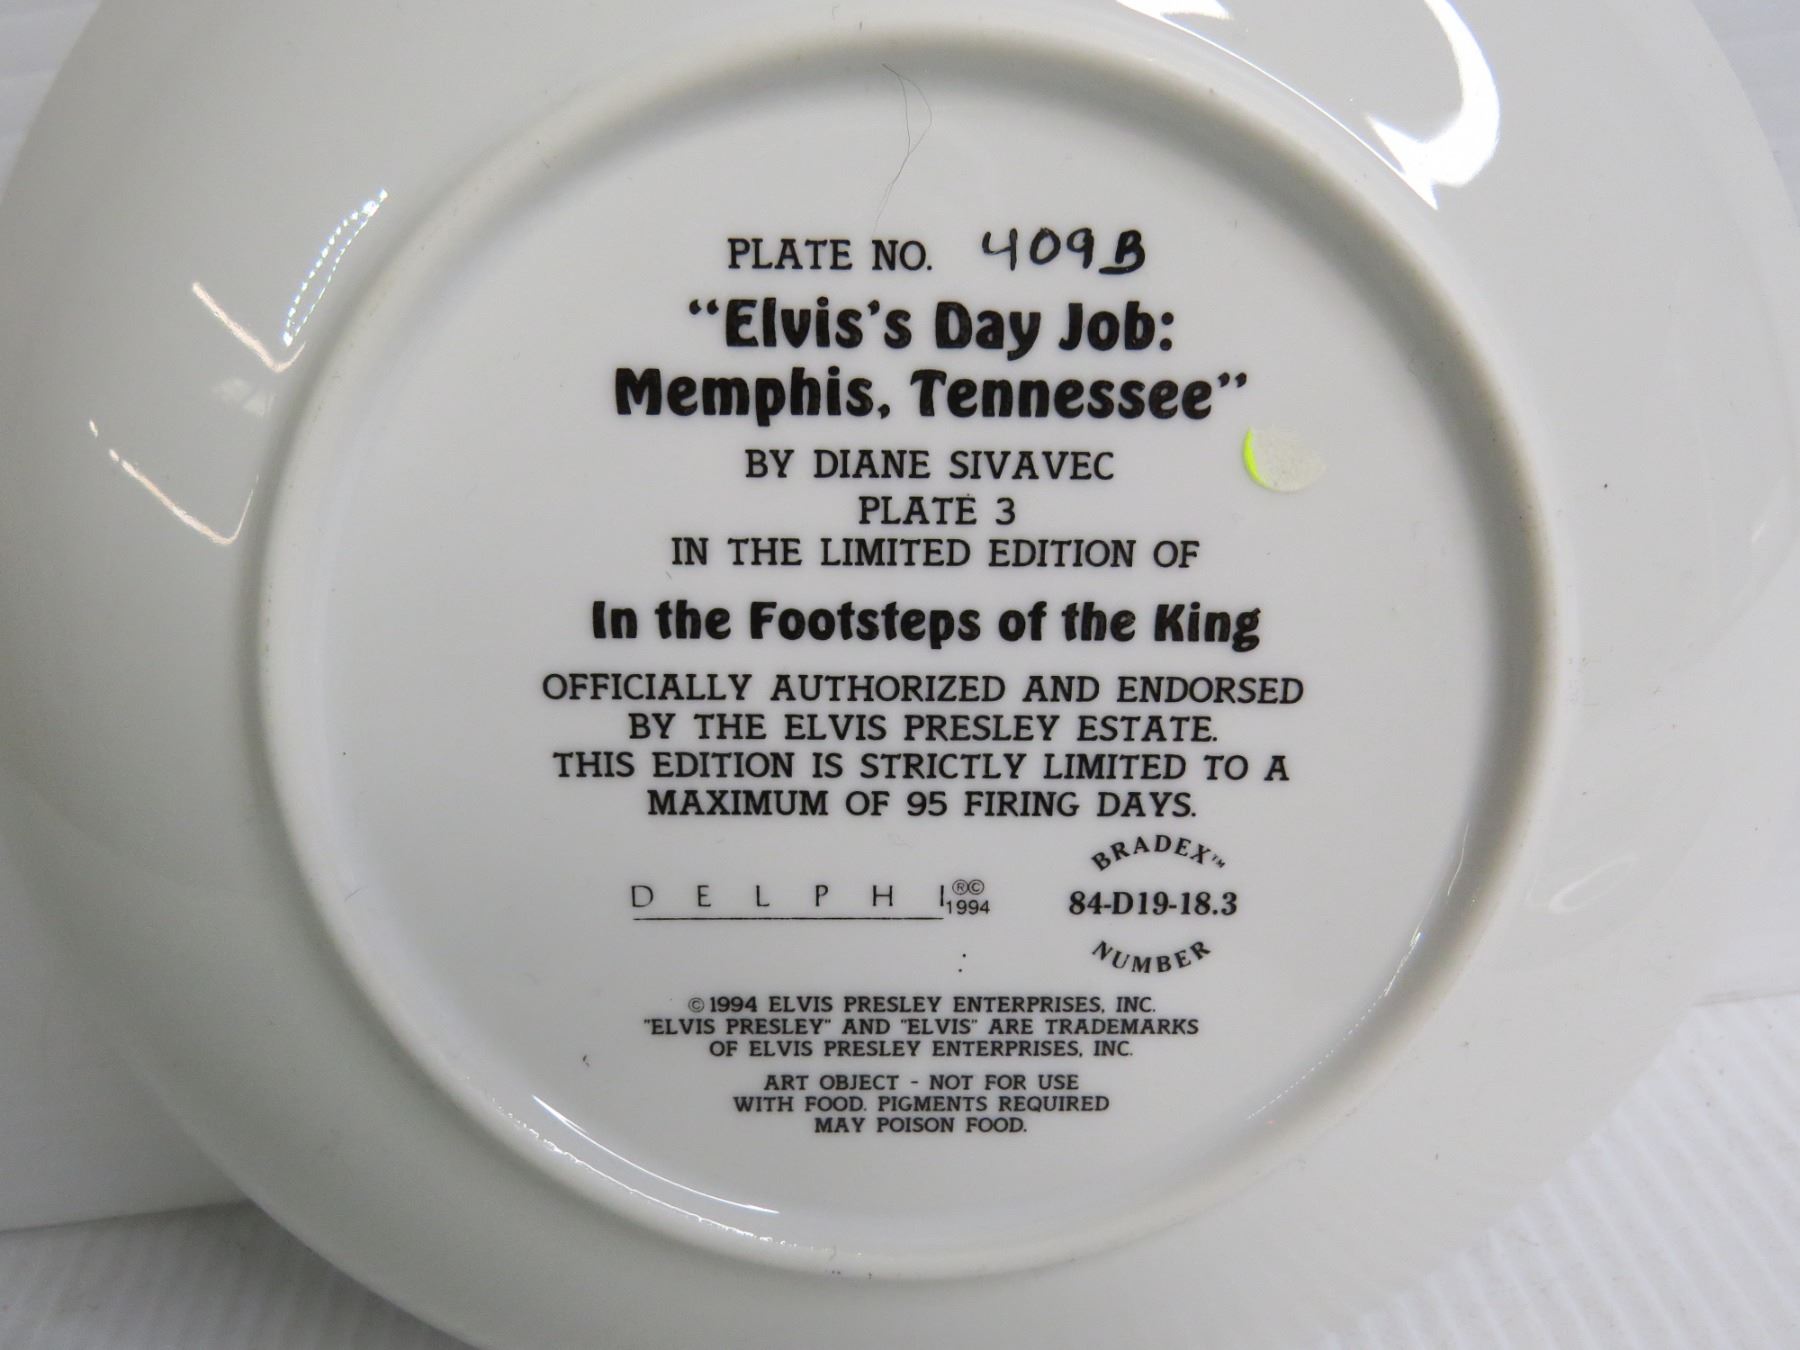 PLATE NO. 409B
“Elvis’s Day Job:
Memphis, Tennessee”
BY DIANE SIVAVEC
PLATE 3
IN THE LIMITED EDITION OF
In the Footsteps of the King
OFFICIALLY AUTHORIZED AND ENDORSED
BY THE ELVIS PRESLEY ESTATE.
THIS EDITION IS STRICTLY LIMITED TO A
MAXIMUM OF 95 FIRING DAYS.
DELPHI ®© 1994
BRADEX™
84-D19-18.3
NUMBER
© 1994 ELVIS PRESLEY ENTERPRISES, INC.
"ELVIS PRESLEY" AND "ELVIS" ARE TRADEMARKS
OF ELVIS PRESLEY ENTERPRISES, INC.
ART OBJECT - NOT FOR USE
WITH FOOD. PIGMENTS REQUIRED
MAY POISON FOOD.